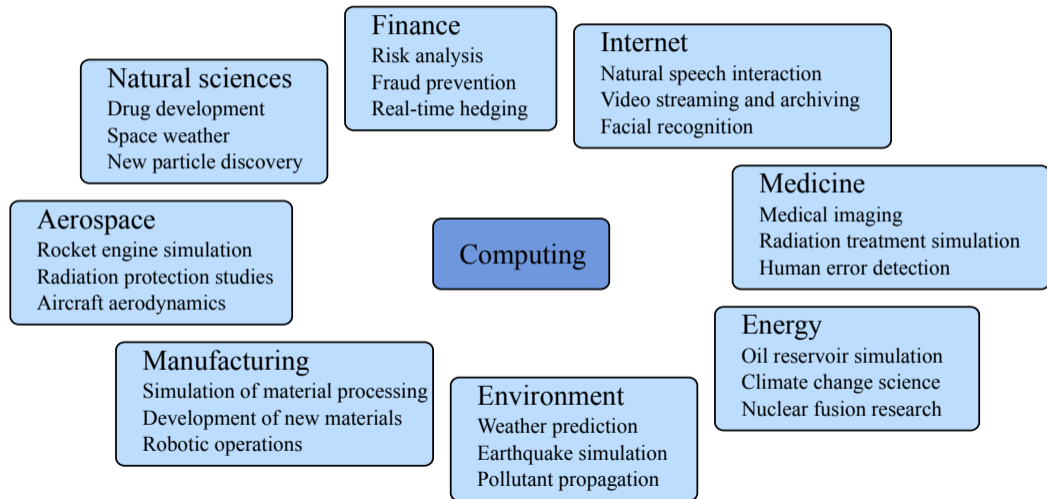 Finance
Risk analysis
Fraud prevention
Real-time hedging
Internet
Natural speech interaction
Video streaming and archiving
Facial recognition
Natural sciences
Drug development
Space weather
New particle discovery
Medicine
Medical imaging
Radiation treatment simulation
Human error detection
Aerospace
Rocket engine simulation
Radiation protection studies
Aircraft aerodynamics
Computing
Energy
Oil reservoir simulation
Climate change science
Nuclear fusion research
Manufacturing
Simulation of material processing
Development of new materials
Robotic operations
Environment
Weather prediction
Earthquake simulation
Pollutant propagation